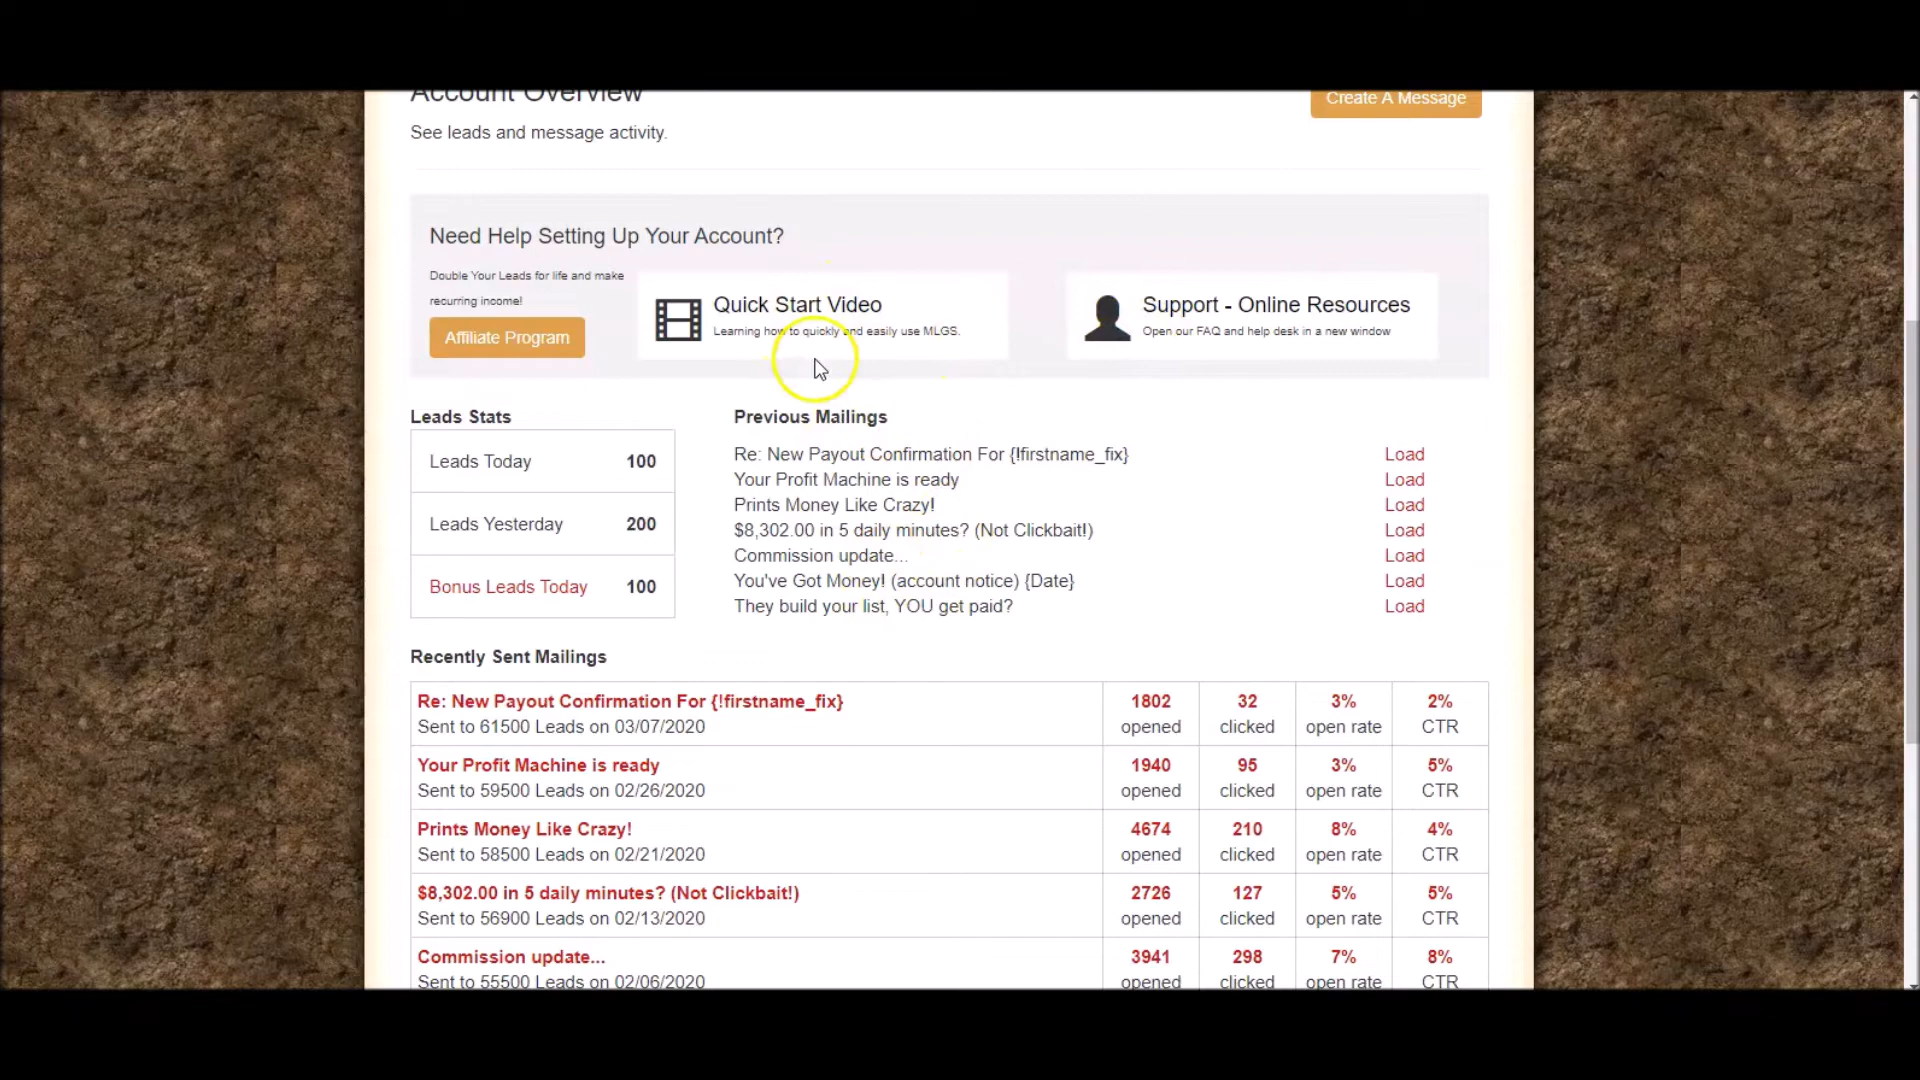 Account Overview
Create A Message
See leads and message activity.
Need Help Setting Up Your Account?
Double Your Leads for life and make
recurring income!
Affiliate Program
Quick Start Video
Learning how to quickly and easily use MLGS.
Support - Online Resources
Open our FAQ and help desk in a new window
Leads Stats
Leads Today 100
Leads Yesterday 200
Bonus Leads Today 100
Previous Mailings
Re: New Payout Confirmation For {!firstname_fix} Load
Your Profit Machine is ready Load
Prints Money Like Crazy! Load
$8,302.00 in 5 daily minutes? (Not Clickbait!) Load
Commission update... Load
You've Got Money! (account notice) {Date} Load
They build your list, YOU get paid? Load
Recently Sent Mailings
Re: New Payout Confirmation For {!firstname_fix} 1802 32 3% 2%
Sent to 61500 Leads on 03/07/2020 opened clicked open rate CTR
Your Profit Machine is ready 1940 95 3% 5%
Sent to 59500 Leads on 02/26/2020 opened clicked open rate CTR
Prints Money Like Crazy! 4674 210 8% 4%
Sent to 58500 Leads on 02/21/2020 opened clicked open rate CTR
$8,302.00 in 5 daily minutes? (Not Clickbait!) 2726 127 5% 5%
Sent to 56900 Leads on 02/13/2020 opened clicked open rate CTR
Commission update... 3941 298 7% 8%
Sent to 55500 Leads on 02/06/2020 opened clicked open rate CTR